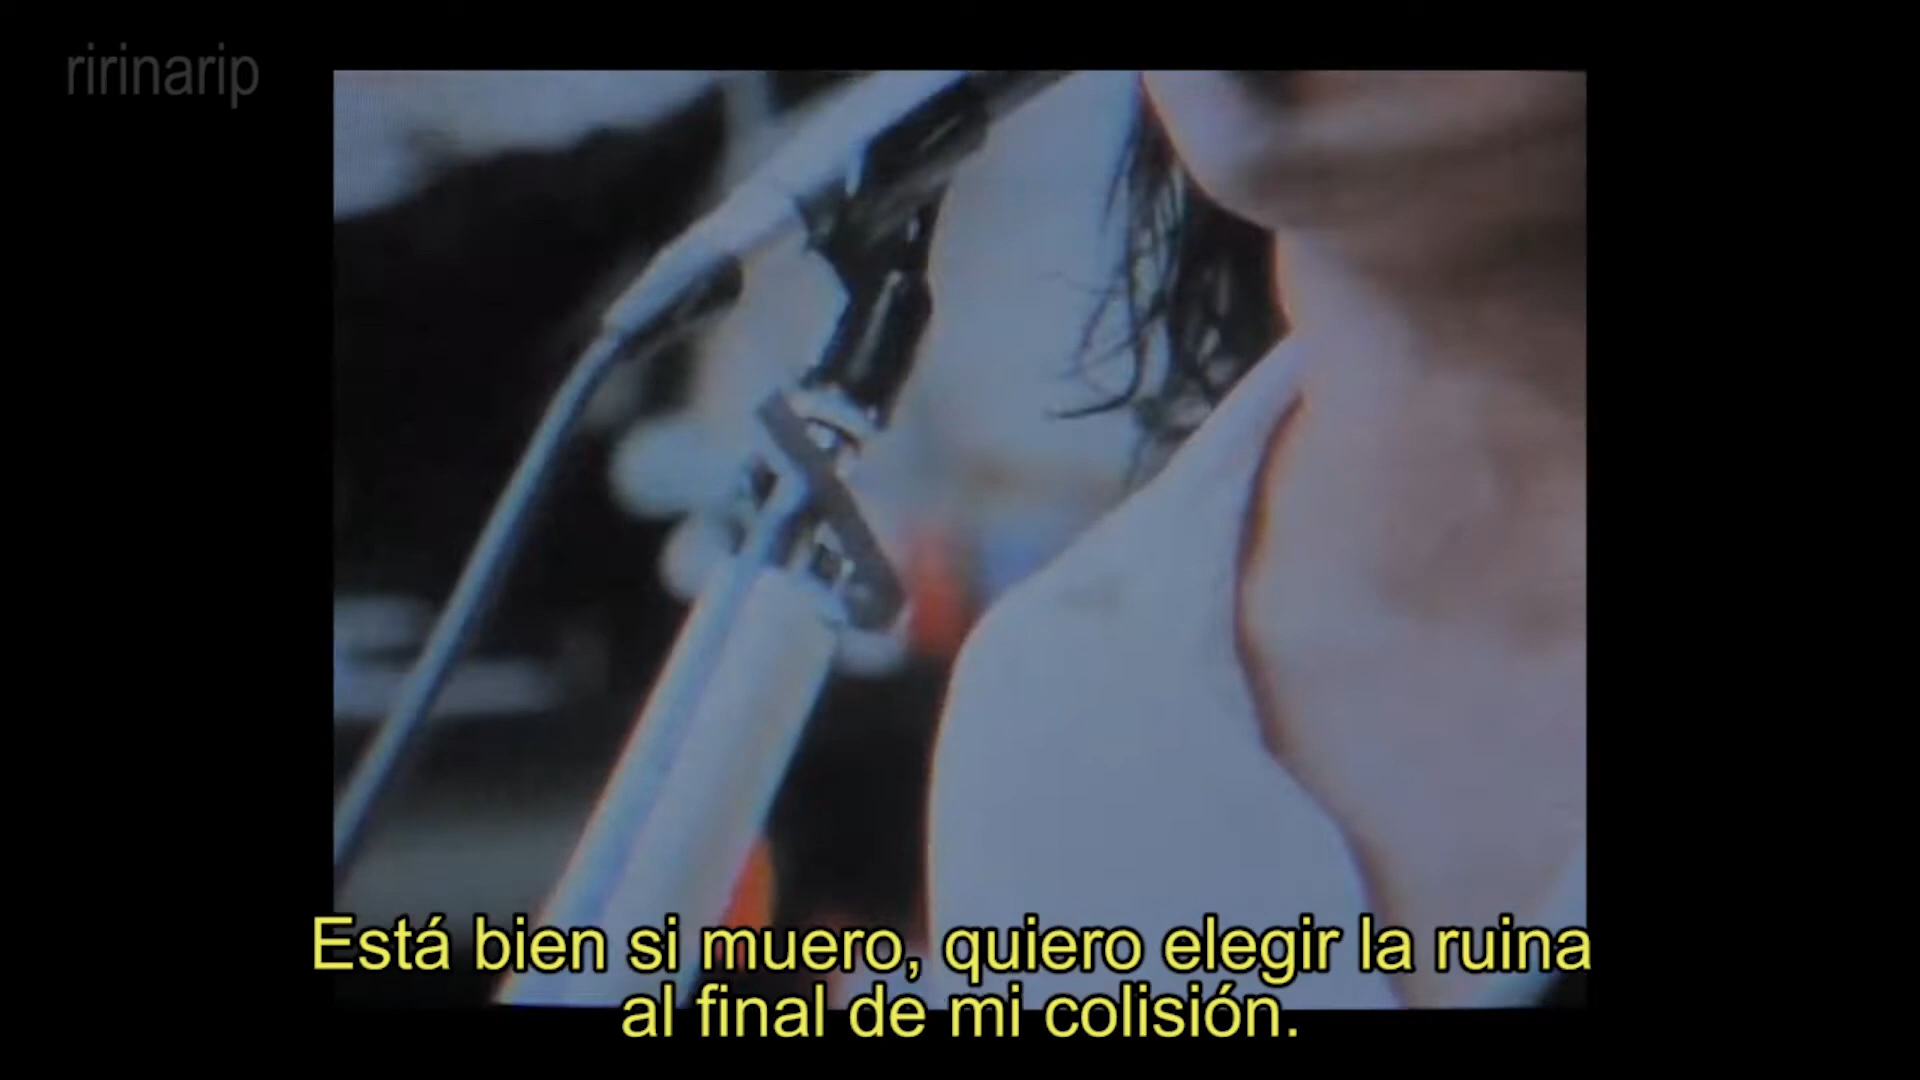 ririnarip
Está bien si muero, quiero elegir la ruina
al final de mi colisión.